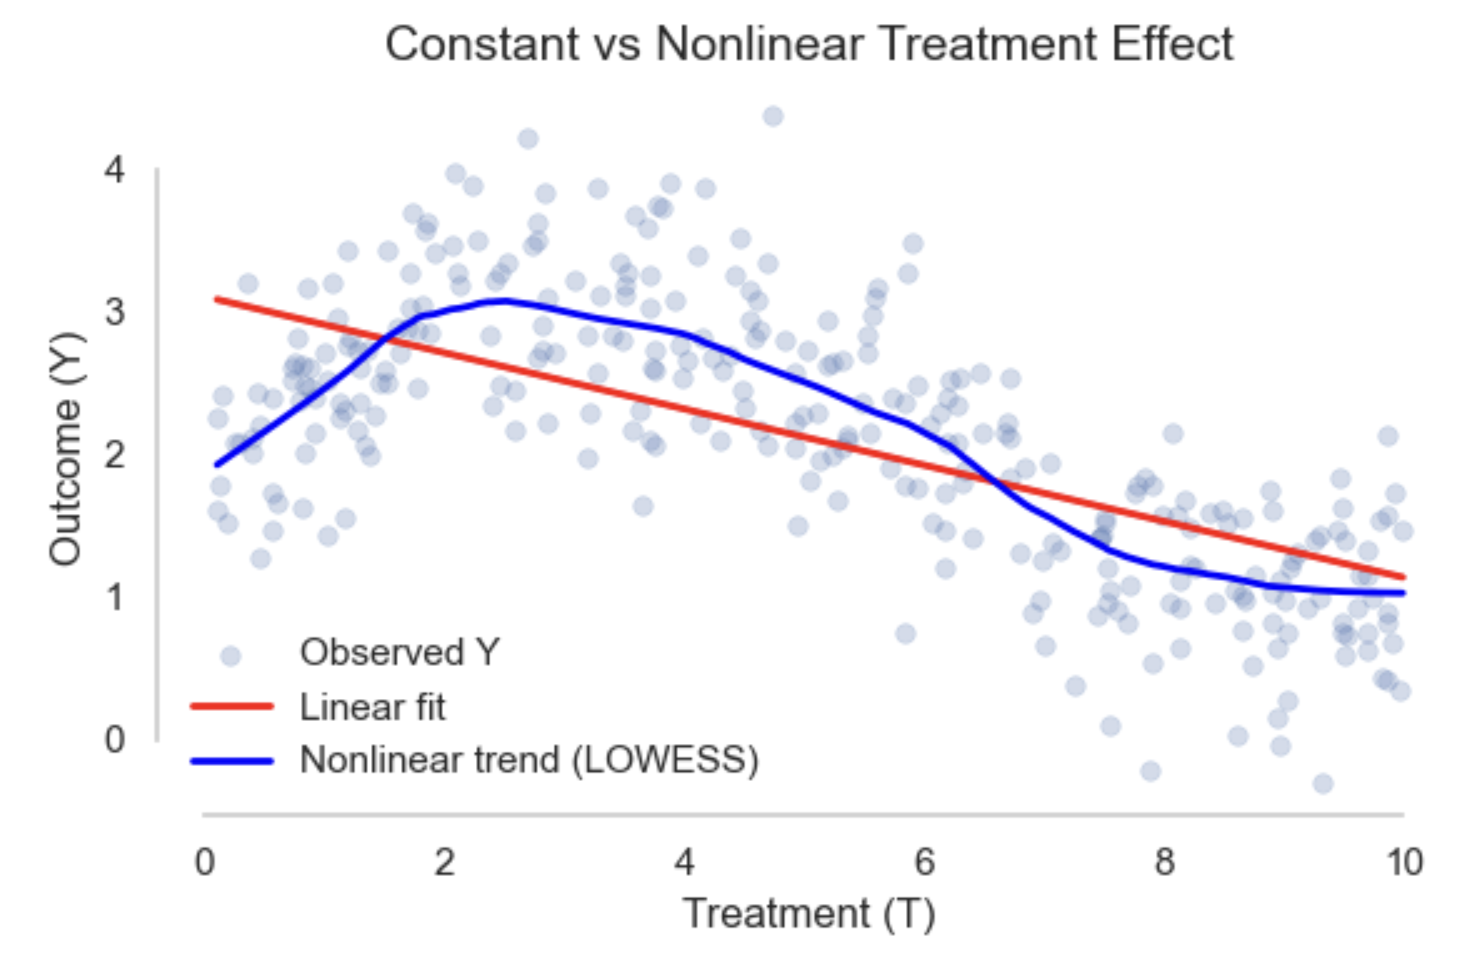 Constant vs Nonlinear Treatment Effect
4
3
2
1
0
Outcome (Y)
Observed Y
Linear fit
Nonlinear trend (LOWESS)
0 2 4 6 8 10
Treatment (T)